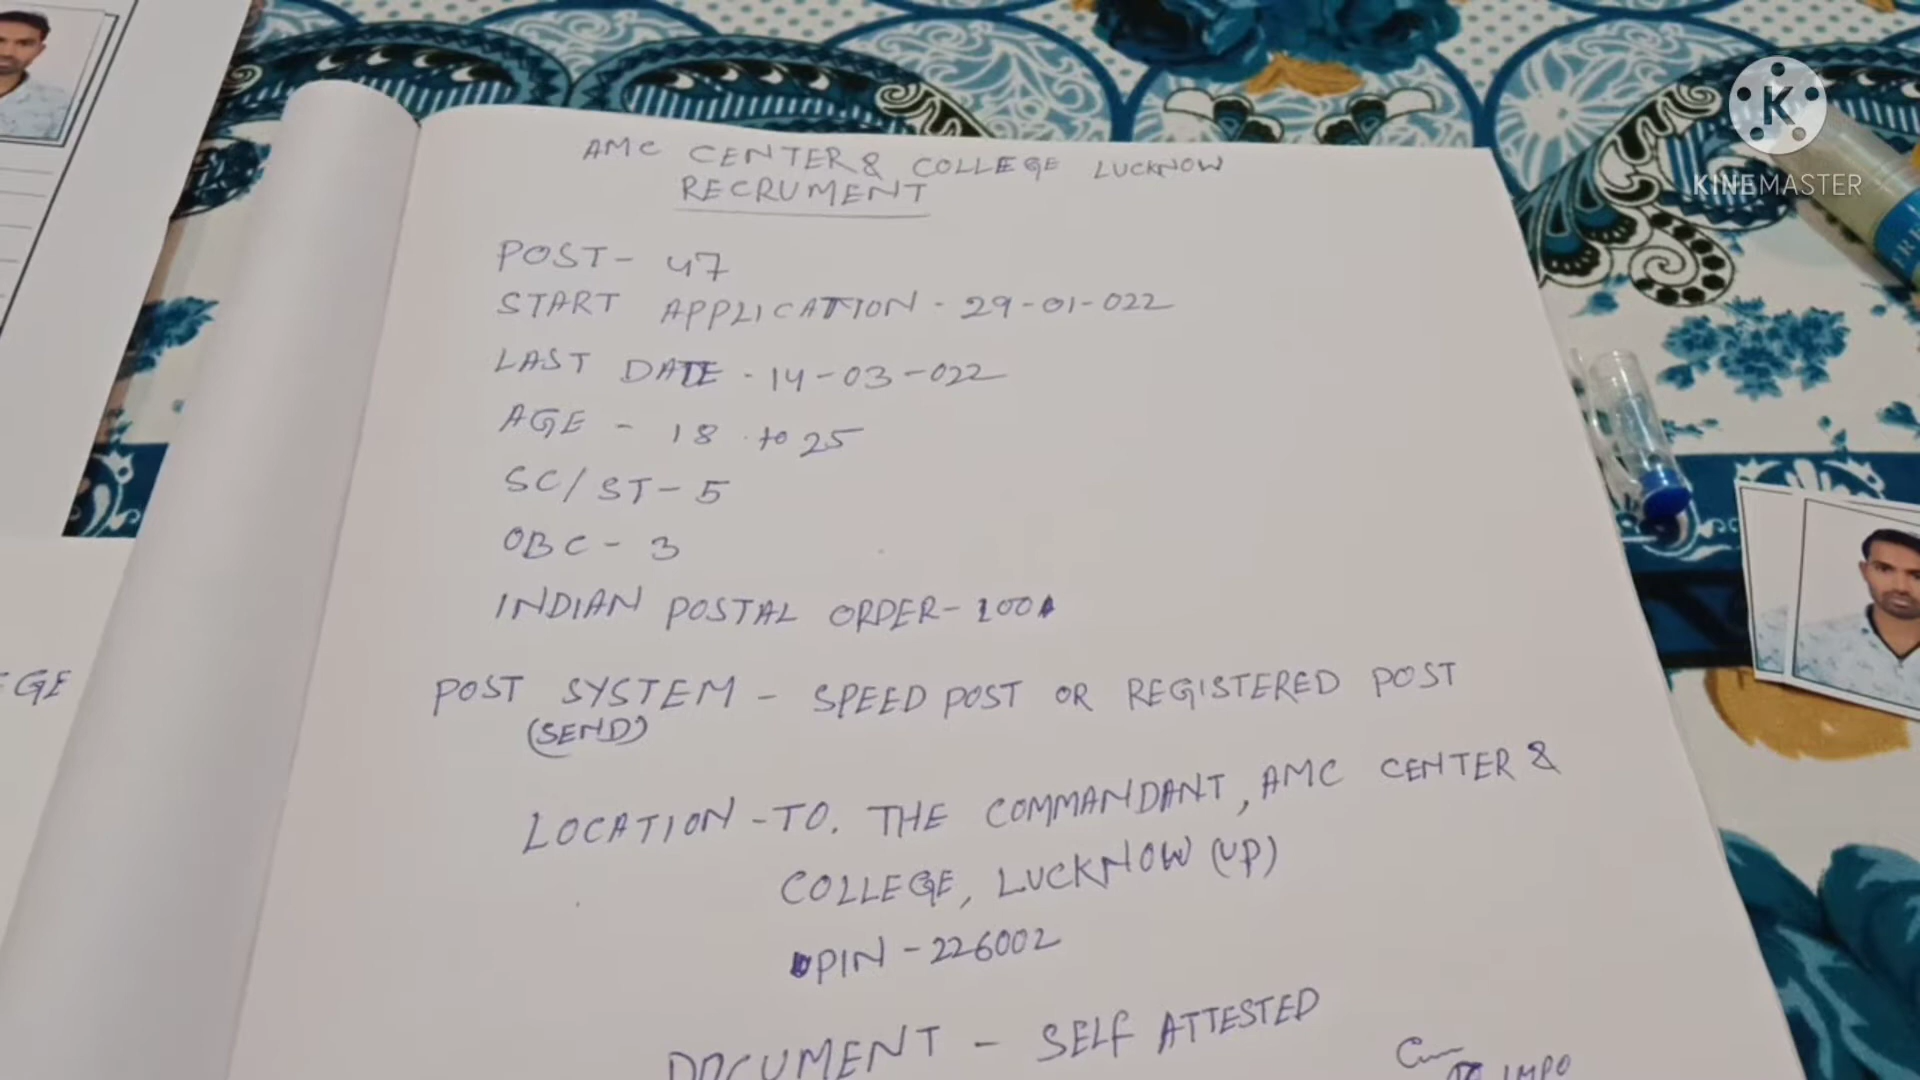 AMC CENTER & COLLEGE LUCKNOW
RECRUMENT
POST - 47
START APPLICATION - 29-01-022
LAST DATE - 14-03-022
AGE - 18 to 25
SC/ST - 5
OBC - 3
INDIAN POSTAL ORDER - 100
POST SYSTEM - SPEED POST OR REGISTERED POST
(SEND)
LOCATION - TO. THE COMMANDANT, AMC CENTER &
COLLEGE, LUCKNOW (UP)
PIN - 226002
DOCUMENT - SELF ATTESTED
IMPO
GE
K
KINEMASTER